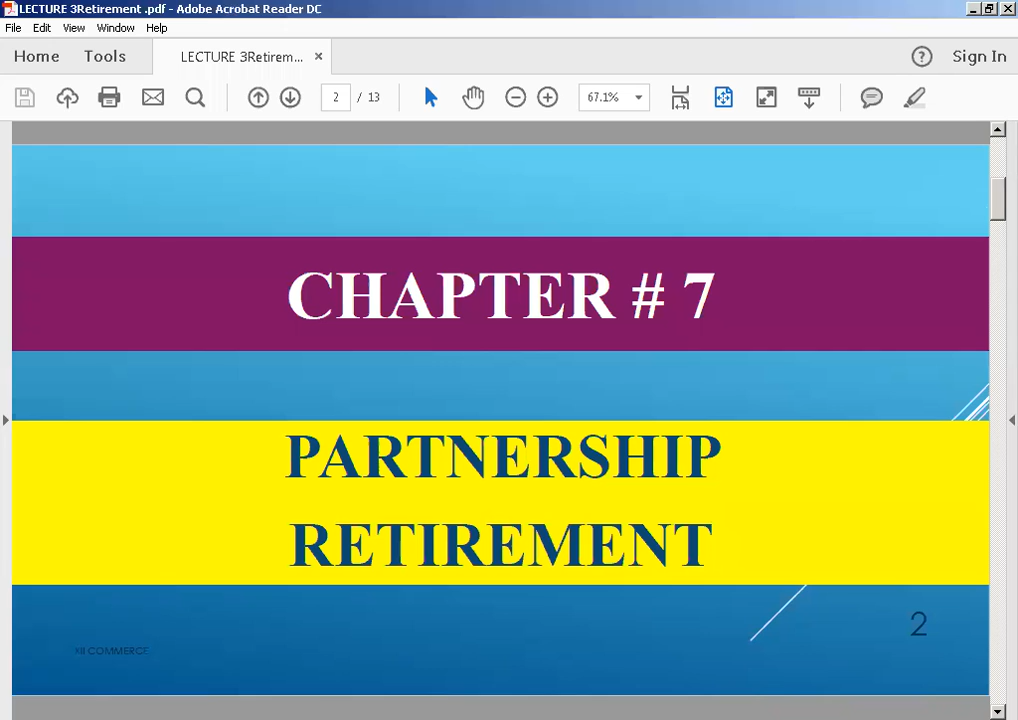 LECTURE 3Retirement .pdf - Adobe Acrobat Reader DC
File Edit View Window Help
Home Tools LECTURE 3Retirem... × Sign In
2 / 13 67.1%
CHAPTER # 7
PARTNERSHIP
RETIREMENT
2
XII COMMERCE